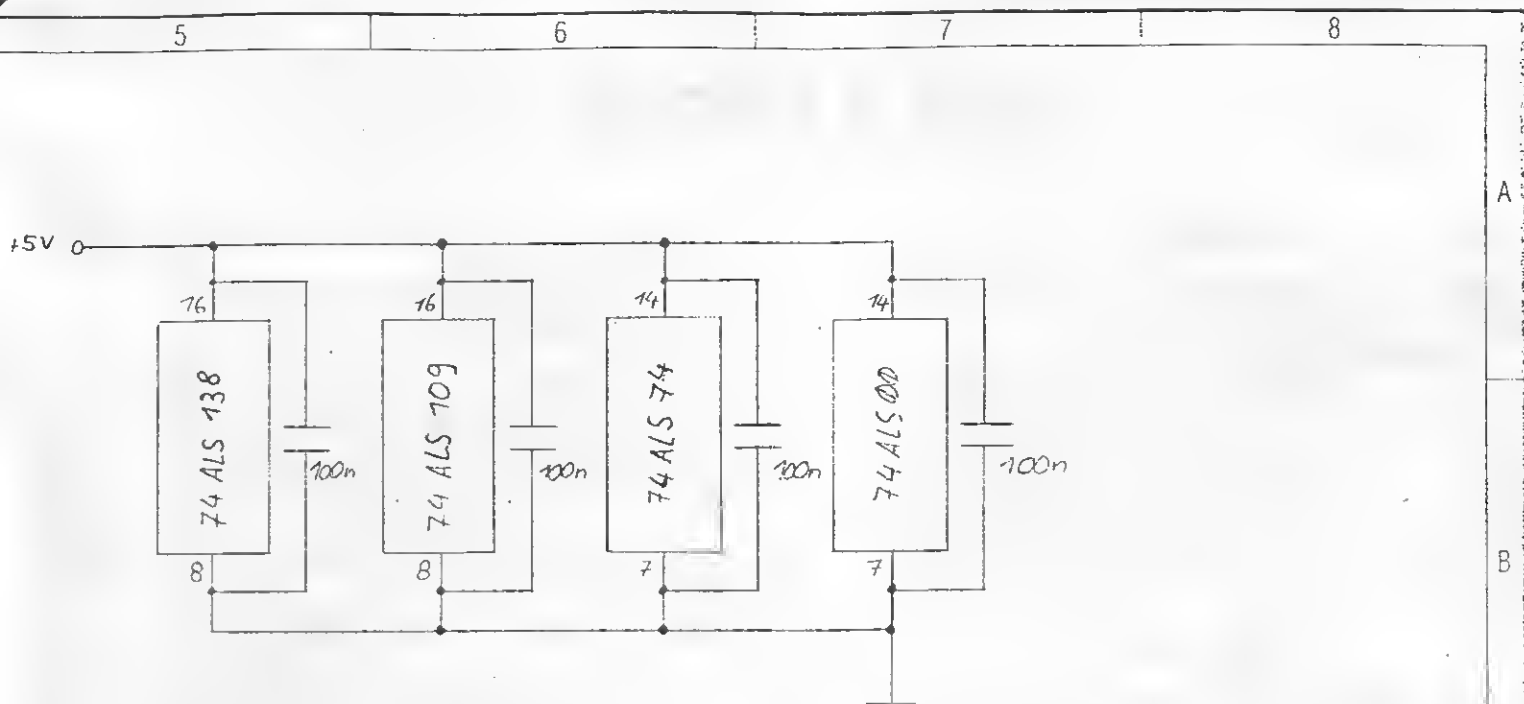 5 6 7 8
A
+5V
16 16 14 14
74 ALS 138
100n
74 ALS 109
100n
74 ALS 74
100n
74 ALS 00
100n
8 8 7 7
B